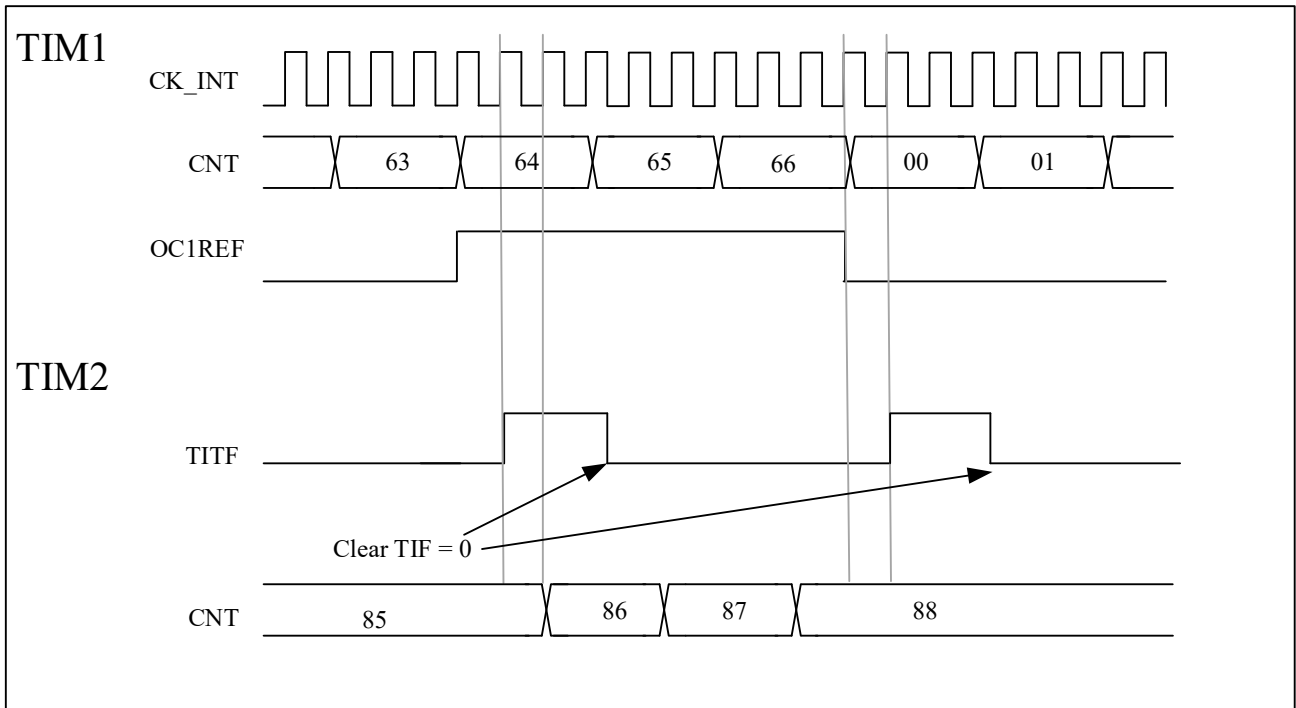 TIM1
CK_INT
CNT 63 64 65 66 00 01
OC1REF
TIM2
TITF
Clear TIF = 0
CNT 85 86 87 88